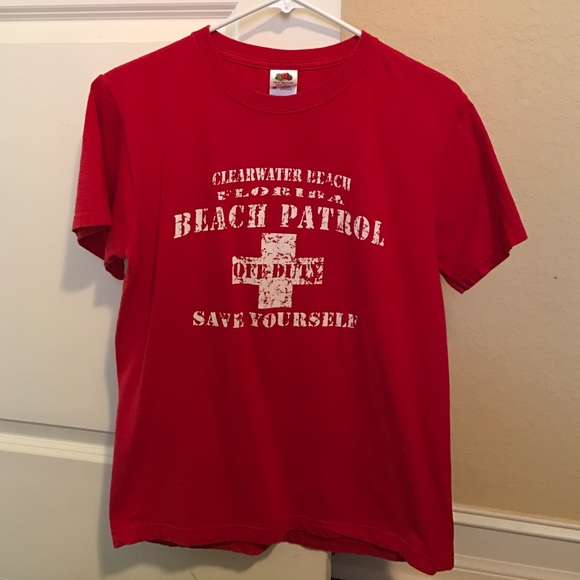 CLEARWATER BEACH
FLORIDA
BEACH PATROL
OFF DUTY
SAVE YOURSELF